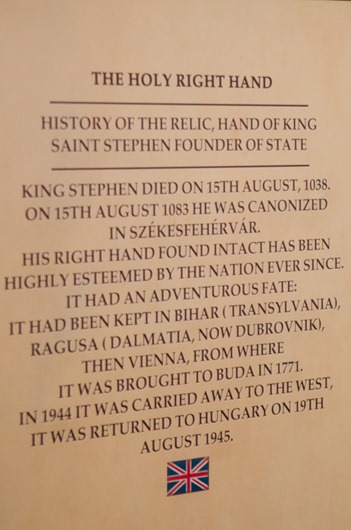 THE HOLY RIGHT HAND
HISTORY OF THE RELIC, HAND OF KING
SAINT STEPHEN FOUNDER OF STATE
KING STEPHEN DIED ON 15TH AUGUST, 1038.
ON 15TH AUGUST 1083 HE WAS CANONIZED
IN SZÉKESFEHÉRVÁR.
HIS RIGHT HAND FOUND INTACT HAS BEEN
HIGHLY ESTEEMED BY THE NATION EVER SINCE.
IT HAD AN ADVENTUROUS FATE:
IT HAD BEEN KEPT IN BIHAR ( TRANSYLVANIA),
RAGUSA ( DALMATIA, NOW DUBROVNIK),
THEN VIENNA, FROM WHERE
IT WAS BROUGHT TO BUDA IN 1771.
IN 1944 IT WAS CARRIED AWAY TO THE WEST,
IT WAS RETURNED TO HUNGARY ON 19TH
AUGUST 1945.